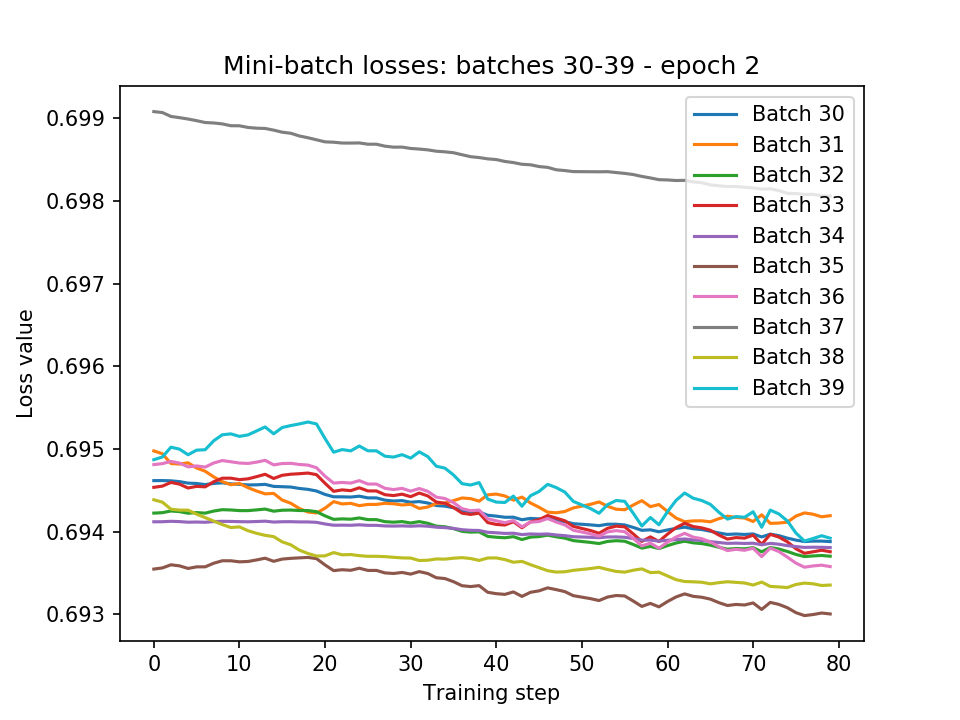 Mini-batch losses: batches 30-39 - epoch 2
0.699
0.698
0.697
0.696
0.695
0.694
0.693
Loss value
0 10 20 30 40 50 60 70 80
Training step
Batch 30
Batch 31
Batch 32
Batch 33
Batch 34
Batch 35
Batch 36
Batch 37
Batch 38
Batch 39